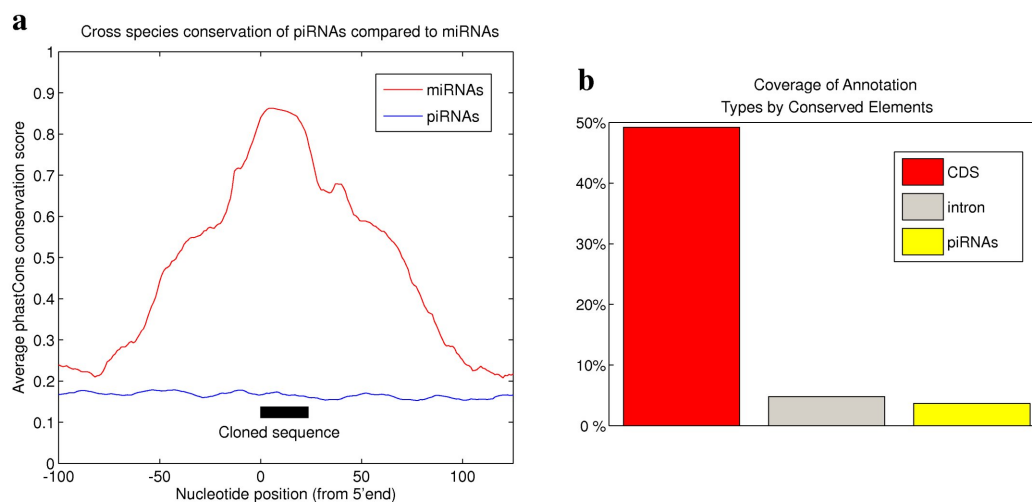 a
Cross species conservation of piRNAs compared to miRNAs
1
0.9
0.8
0.7
0.6
0.5
0.4
0.3
0.2
0.1
0
Average phastCons conservation score
miRNAs
piRNAs
Cloned sequence
-100
-50
0
50
100
Nucleotide position (from 5'end)
b
Coverage of Annotation
Types by Conserved Elements
50%
40%
30%
20%
10%
0 %
CDS
intron
piRNAs